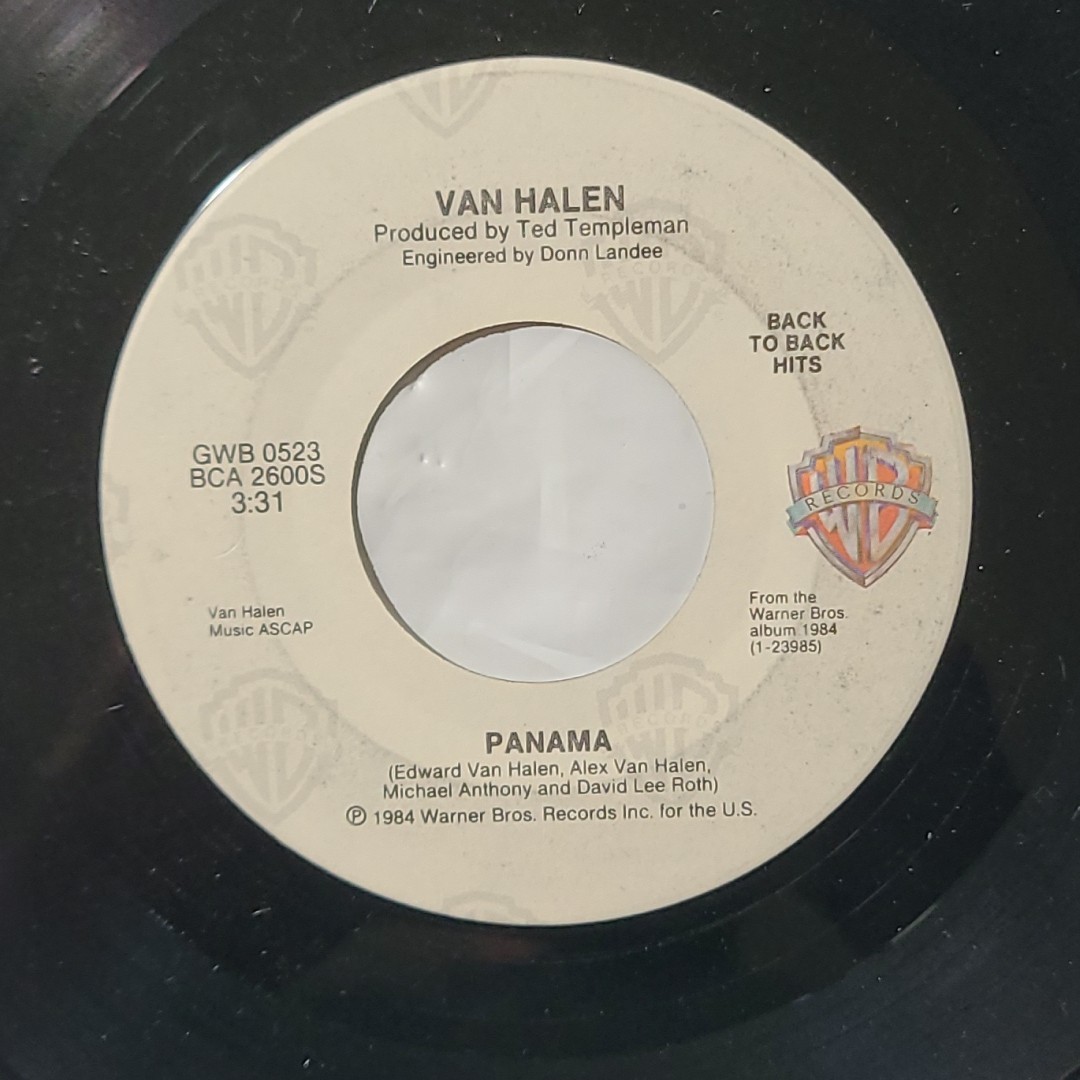 VAN HALEN
Produced by Ted Templeman
Engineered by Donn Landee
BACK
TO BACK
HITS
GWB 0523
BCA 2600S
3:31
RECORDS
Van Halen
Music ASCAP
From the
Warner Bros.
album 1984
(1-23985)
PANAMA
(Edward Van Halen, Alex Van Halen,
Michael Anthony and David Lee Roth)
Ⓟ 1984 Warner Bros. Records Inc. for the U.S.